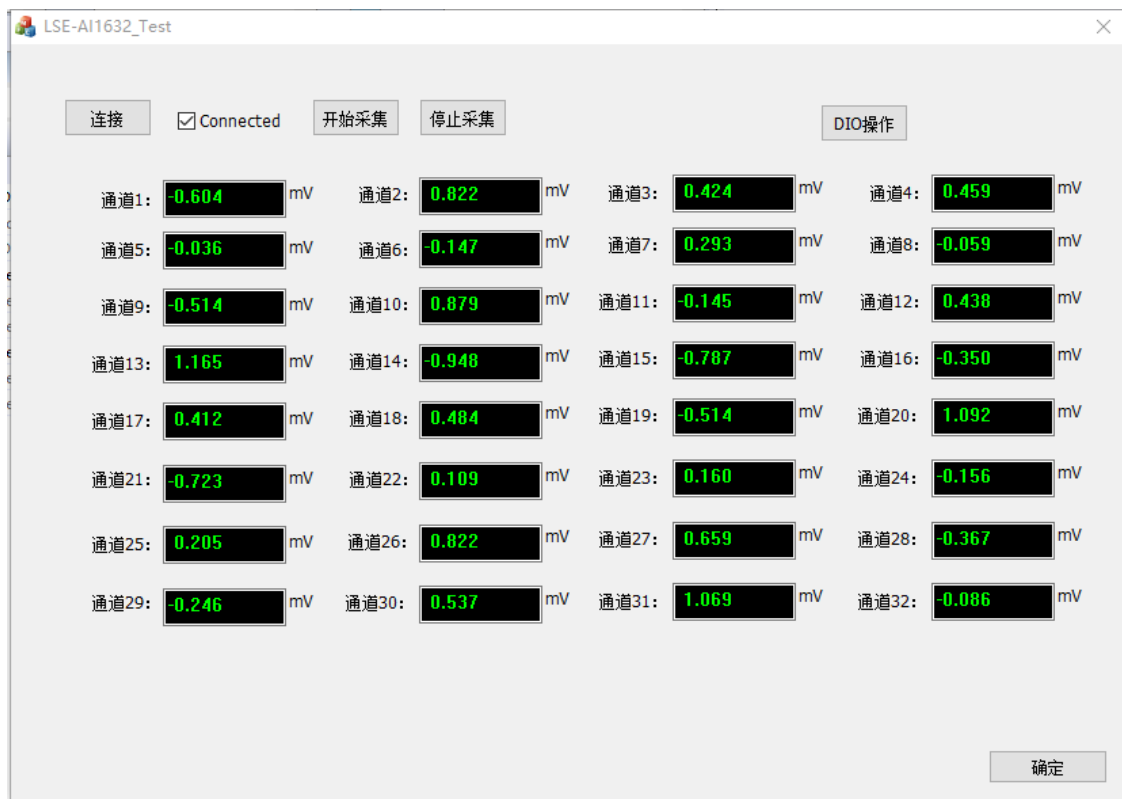 LSE-AI1632_Test
连接 Connected 开始采集 停止采集 DIO操作
通道1: -0.604 mV 通道2: 0.822 mV 通道3: 0.424 mV 通道4: 0.459 mV
通道5: -0.036 mV 通道6: -0.147 mV 通道7: 0.293 mV 通道8: -0.059 mV
通道9: -0.514 mV 通道10: 0.879 mV 通道11: -0.145 mV 通道12: 0.438 mV
通道13: 1.165 mV 通道14: -0.948 mV 通道15: -0.787 mV 通道16: -0.350 mV
通道17: 0.412 mV 通道18: 0.484 mV 通道19: -0.514 mV 通道20: 1.092 mV
通道21: -0.723 mV 通道22: 0.109 mV 通道23: 0.160 mV 通道24: -0.156 mV
通道25: 0.205 mV 通道26: 0.822 mV 通道27: 0.659 mV 通道28: -0.367 mV
通道29: -0.246 mV 通道30: 0.537 mV 通道31: 1.069 mV 通道32: -0.086 mV
确定